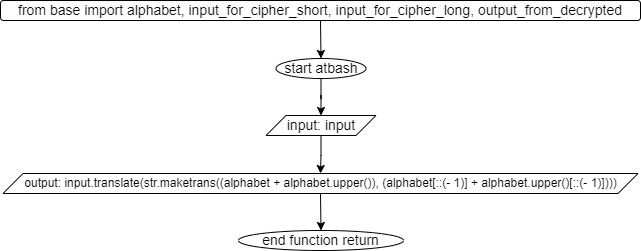 from base import alphabet, input_for_cipher_short, input_for_cipher_long, output_from_decrypted
start atbash
input: input
output: input.translate(str.maketrans((alphabet + alphabet.upper()), (alphabet[::(- 1)] + alphabet.upper()[::(- 1)])))
end function return